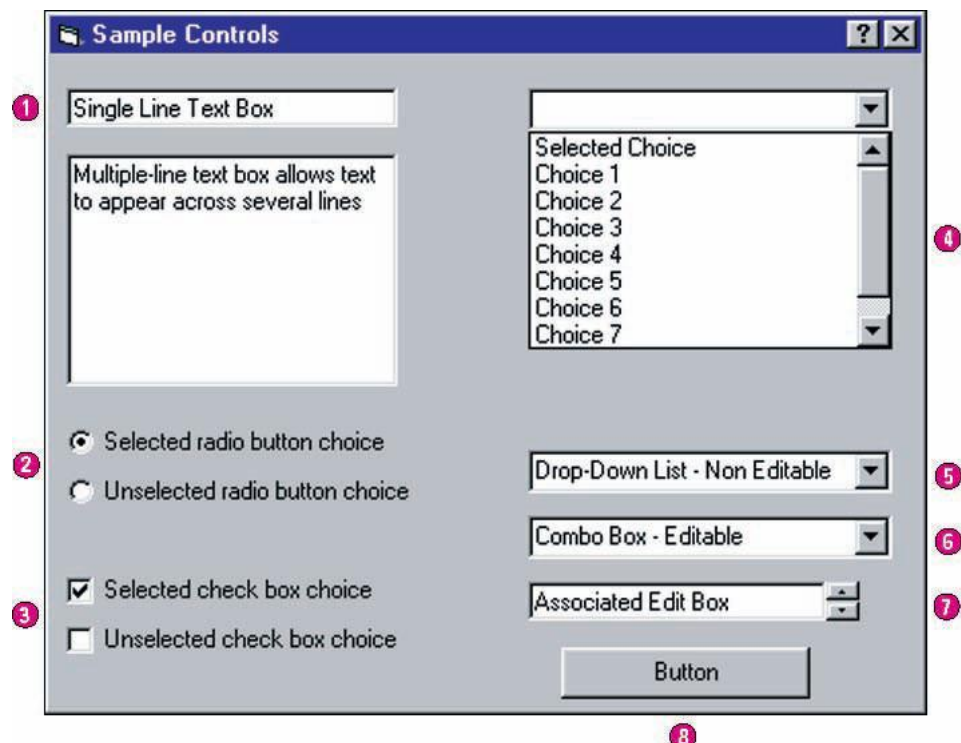 Sample Controls
1
Single Line Text Box
Multiple-line text box allows text
to appear across several lines
2
Selected radio button choice
Unselected radio button choice
3
Selected check box choice
Unselected check box choice
Selected Choice
Choice 1
Choice 2
Choice 3
Choice 4
Choice 5
Choice 6
Choice 7
4
Drop-Down List - Non Editable
5
Combo Box - Editable
6
Associated Edit Box
7
Button
8